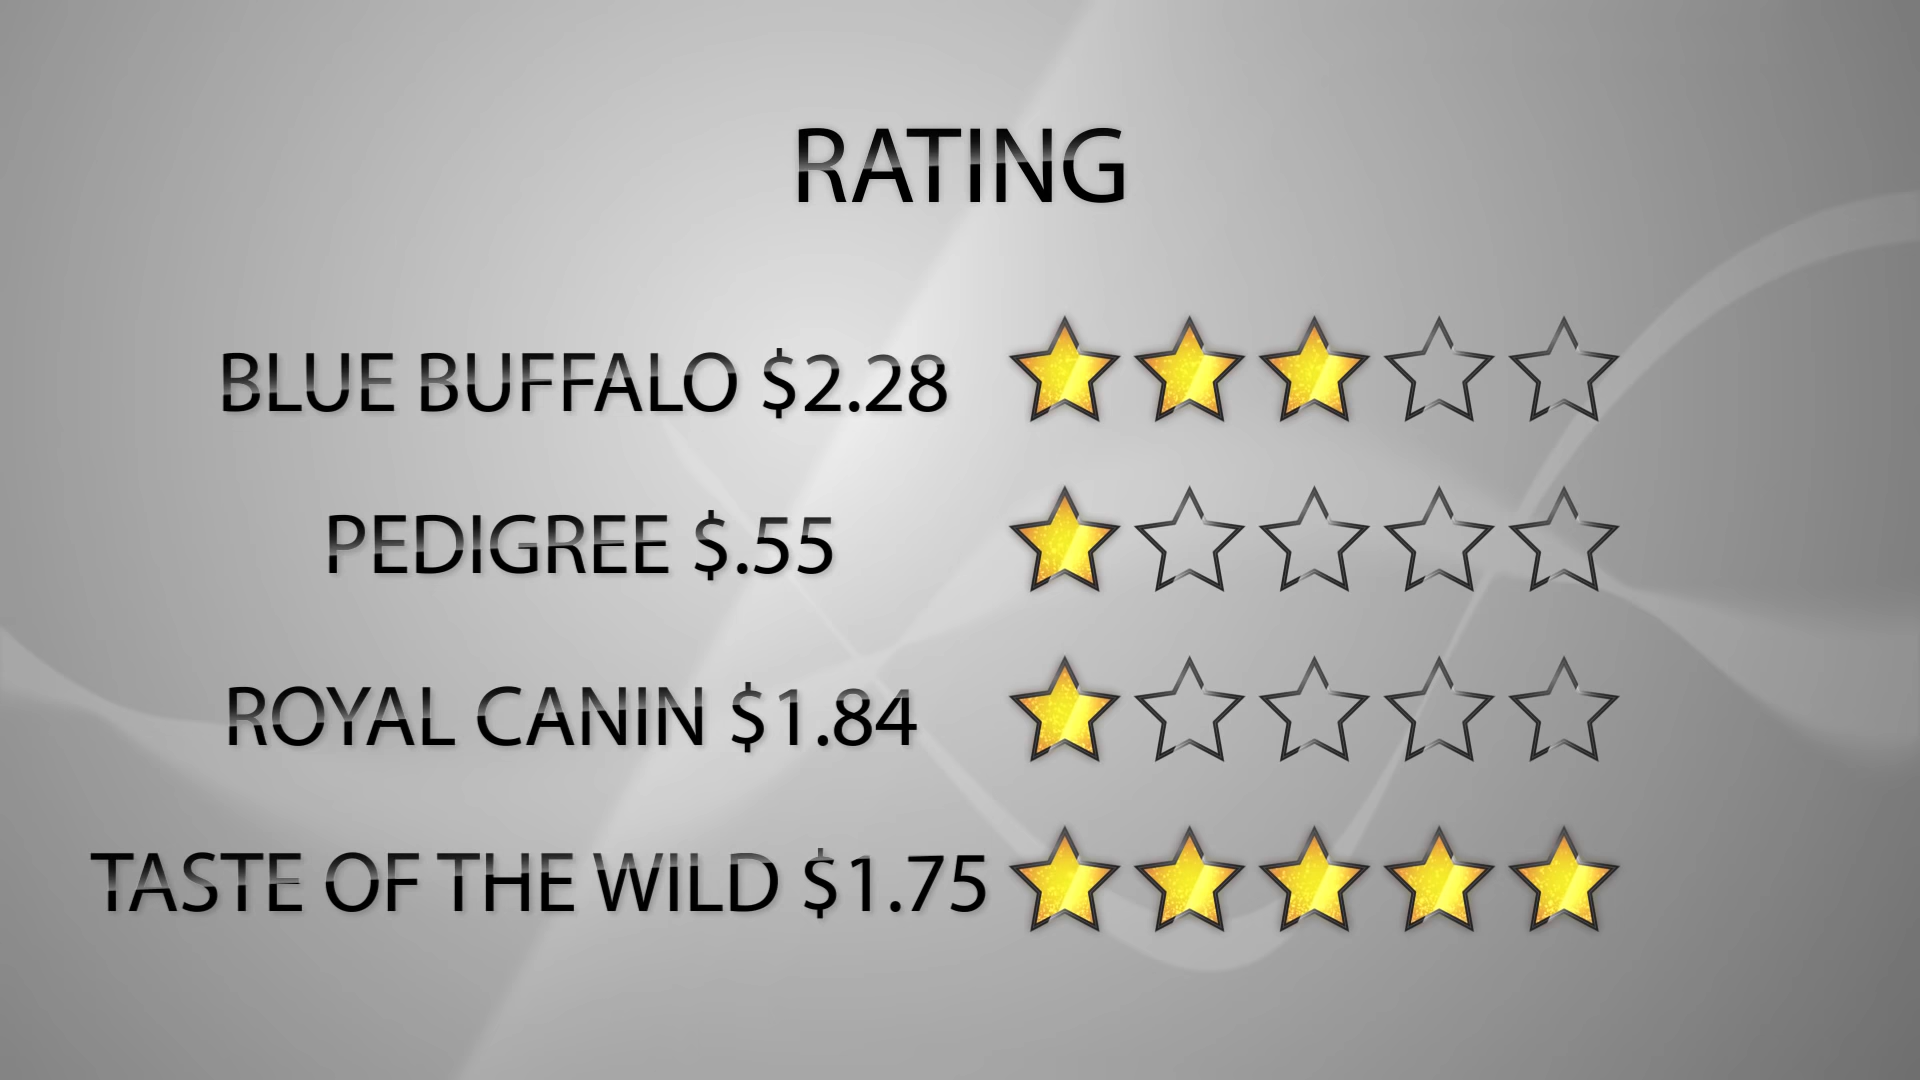 RATING
BLUE BUFFALO $2.28
PEDIGREE $.55
ROYAL CANIN $1.84
TASTE OF THE WILD $1.75